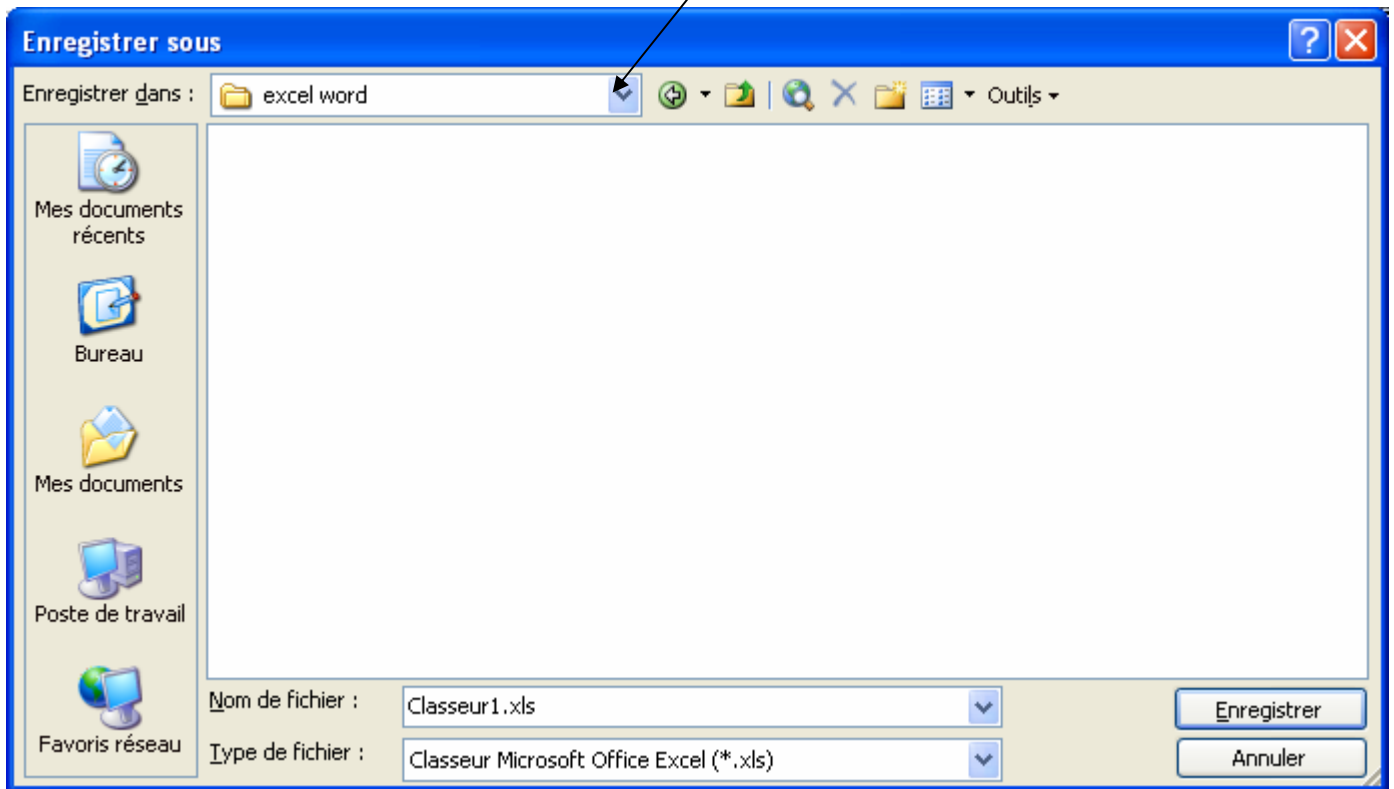 Enregistrer sous
Enregistrer dans :
excel word
Outils
Mes documents
récents
Bureau
Mes documents
Poste de travail
Favoris réseau
Nom de fichier :
Classeur1.xls
Enregistrer
Type de fichier :
Classeur Microsoft Office Excel (*.xls)
Annuler